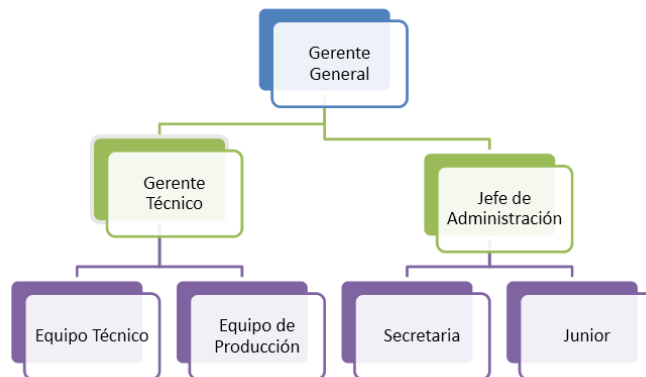 Gerente
General
Gerente
Técnico
Jefe de
Administración
Equipo Técnico
Equipo de
Producción
Secretaria
Junior